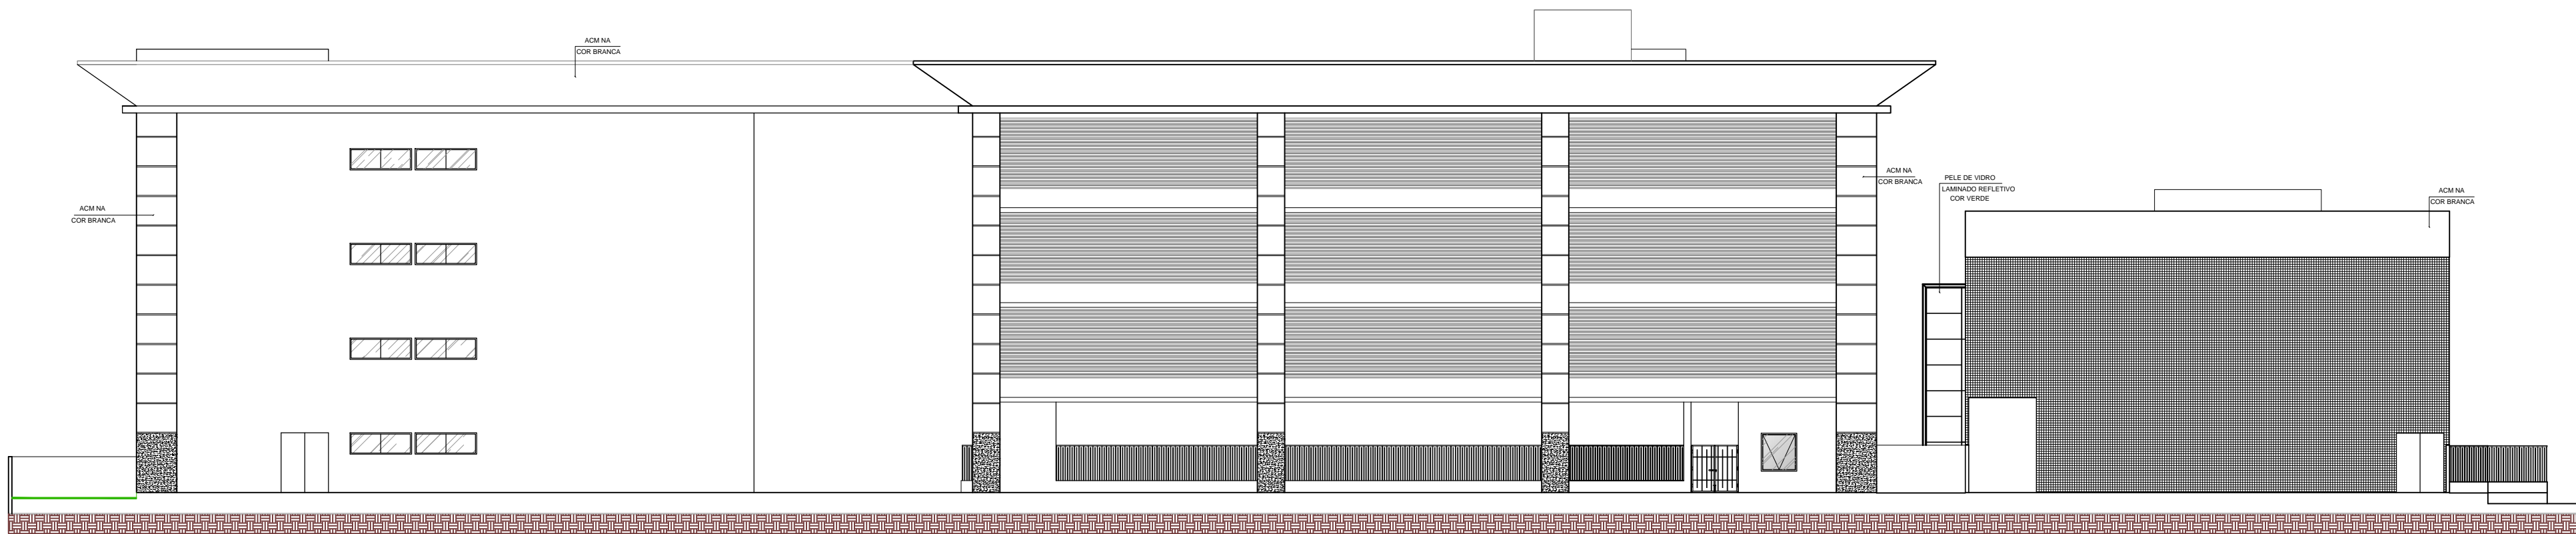 ACM NA
COR BRANCA
ACM NA
COR BRANCA
ACM NA
COR BRANCA
PELE DE VIDRO
LAMINADO REFLETIVO
COR VERDE
ACM NA
COR BRANCA